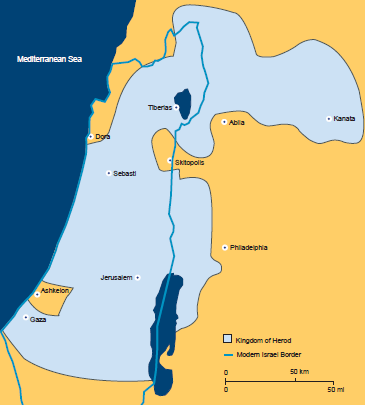 Mediterranean Sea
Tiberias
Abila
Kanata
Dora
Skitopolis
Sebasti
Philadelphia
Jerusalem
Ashkelon
Gaza
Kingdom of Herod
Modern Israel Border
0 50 km
0 50 mi